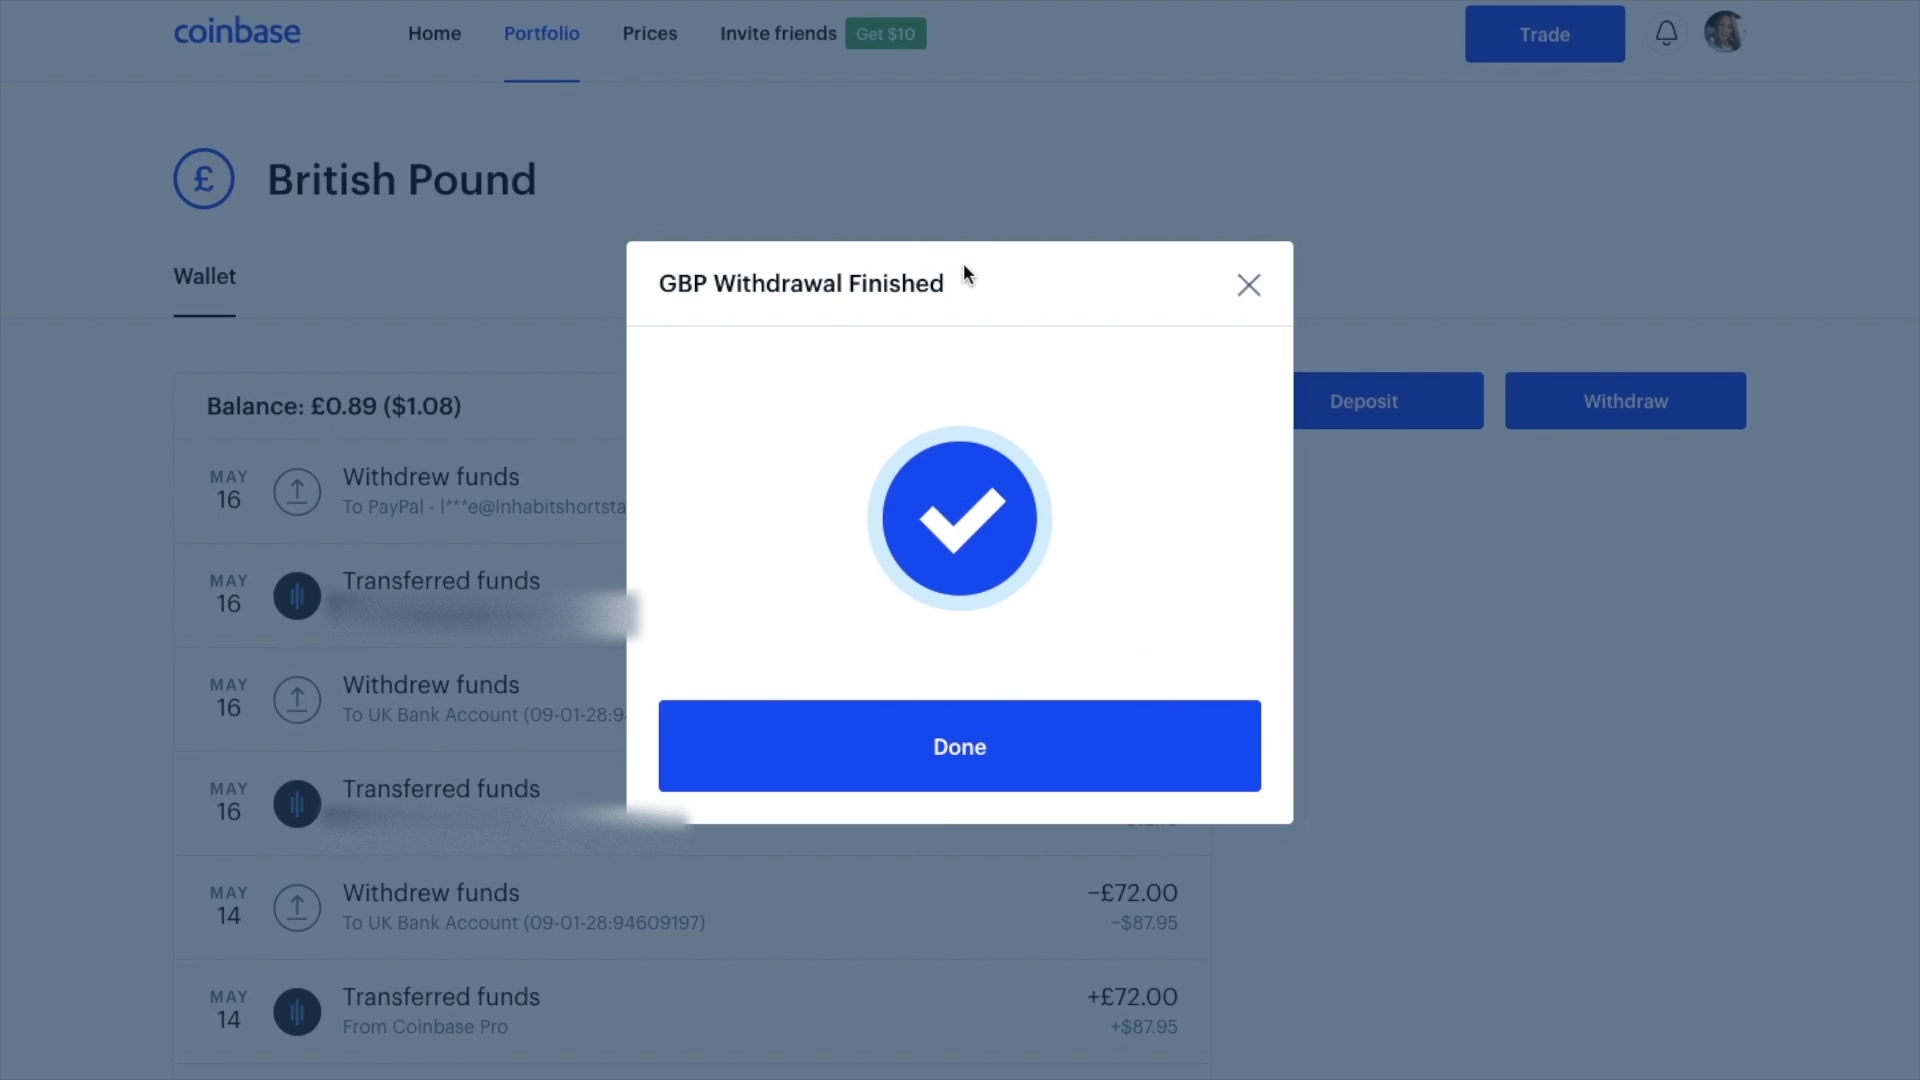 coinbase
Home
Portfolio
Prices
Invite friends
Get $10
Trade
£
British Pound
Wallet
GBP Withdrawal Finished
Balance: £0.89 ($1.08)
Deposit
Withdraw
MAY
16
Withdrew funds
To PayPal - l***e@inhabitshortsta
MAY
16
Transferred funds
MAY
16
Withdrew funds
To UK Bank Account (09-01-28:9
Done
MAY
16
Transferred funds
MAY
14
Withdrew funds
−£72.00
To UK Bank Account (09-01-28:94609197)
−$87.95
MAY
14
Transferred funds
+£72.00
From Coinbase Pro
+$87.95